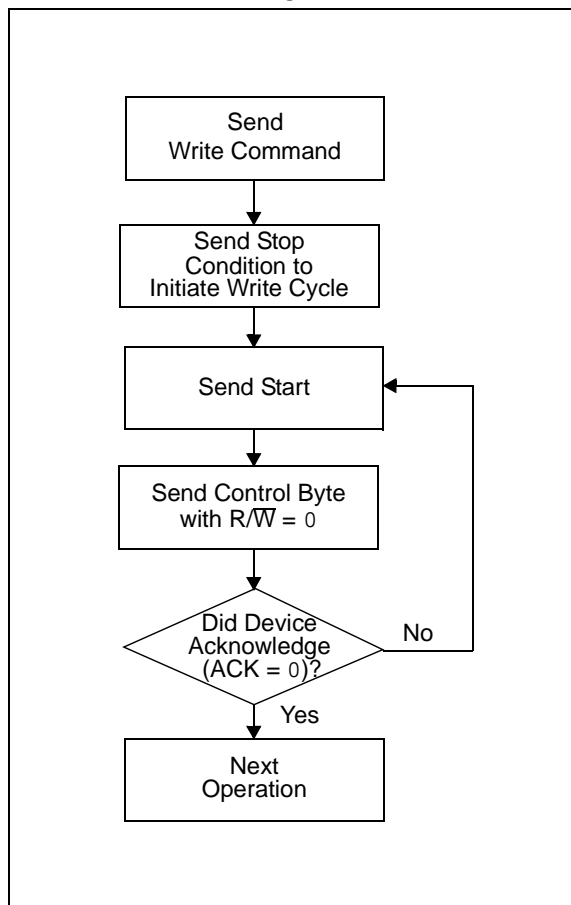 Send
Write Command
Send Stop
Condition to
Initiate Write Cycle
Send Start
Send Control Byte
with R/W̅ = 0
Did Device
Acknowledge
(ACK = 0)?
No
Yes
Next
Operation